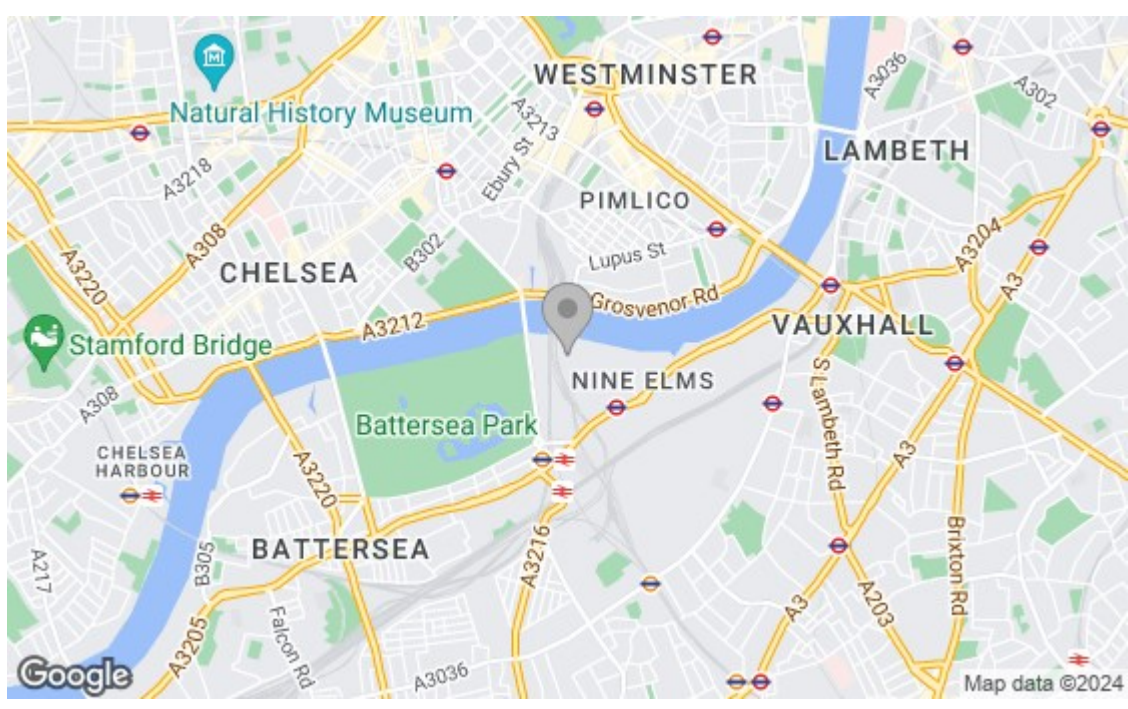 WESTMINSTER
A3036
A302
Natural History Museum
A3213
LAMBETH
A3218
Ebury St
PIMLICO
A308
B302
Lupus St
A3204
A3220
CHELSEA
A3
Grosvenor Rd
A3212
VAUXHALL
Stamford Bridge
NINE ELMS
A308
S Lambeth Rd
Battersea Park
CHELSEA
HARBOUR
A3220
A3
BATTERSEA
A3216
B305
A217
Brixton Rd
A3
A203
A3205
Falcon Rd
A3036
Google
Map data ©2024